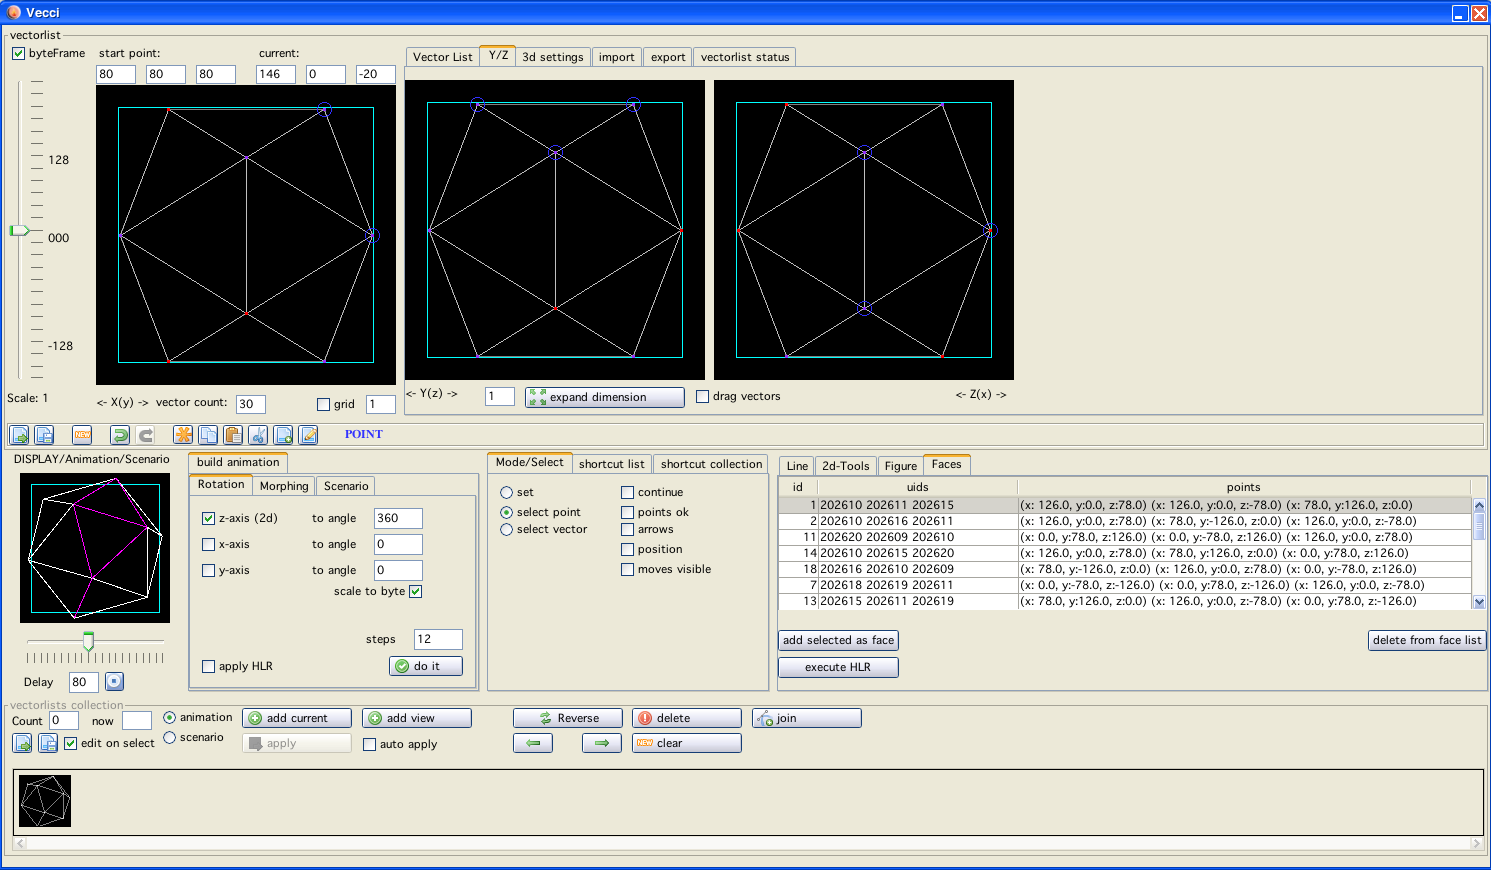 Vecci
vectorlist
byteFrame start point: current:
80 80 80 146 0 -20
128
000
-128
Scale: 1
<- X(y) -> vector count: 30 grid 1
Vector List Y/Z 3d settings import export vectorlist status
<- Y(z) -> 1 expand dimension drag vectors <- Z(x) ->
NEW POINT
DISPLAY/Animation/Scenario
Delay 80
build animation
Rotation Morphing Scenario
z-axis (2d) to angle 360
x-axis to angle 0
y-axis to angle 0
scale to byte
steps 12
apply HLR do it
Mode/Select shortcut list shortcut collection
set continue
select point points ok
select vector arrows
position
moves visible
Line 2d-Tools Figure Faces
id uids points
1 202610 202611 202615 (x: 126.0, y:0.0, z:78.0) (x: 126.0, y:0.0, z:-78.0) (x: 78.0, y:126.0, z:0.0)
2 202610 202616 202611 (x: 126.0, y:0.0, z:78.0) (x: 78.0, y:-126.0, z:0.0) (x: 126.0, y:0.0, z:-78.0)
11 202620 202609 202610 (x: 0.0, y:78.0, z:126.0) (x: 0.0, y:-78.0, z:126.0) (x: 126.0, y:0.0, z:78.0)
14 202610 202615 202620 (x: 126.0, y:0.0, z:78.0) (x: 78.0, y:126.0, z:0.0) (x: 0.0, y:78.0, z:126.0)
18 202616 202610 202609 (x: 78.0, y:-126.0, z:0.0) (x: 126.0, y:0.0, z:78.0) (x: 0.0, y:-78.0, z:126.0)
7 202618 202619 202611 (x: 0.0, y:-78.0, z:-126.0) (x: 0.0, y:78.0, z:-126.0) (x: 126.0, y:0.0, z:-78.0)
13 202615 202611 202619 (x: 78.0, y:126.0, z:0.0) (x: 126.0, y:0.0, z:-78.0) (x: 0.0, y:78.0, z:-126.0)
add selected as face delete from face list
execute HLR
vectorlists collection
Count 0 now animation add current add view Reverse delete join
edit on select scenario apply auto apply NEW clear